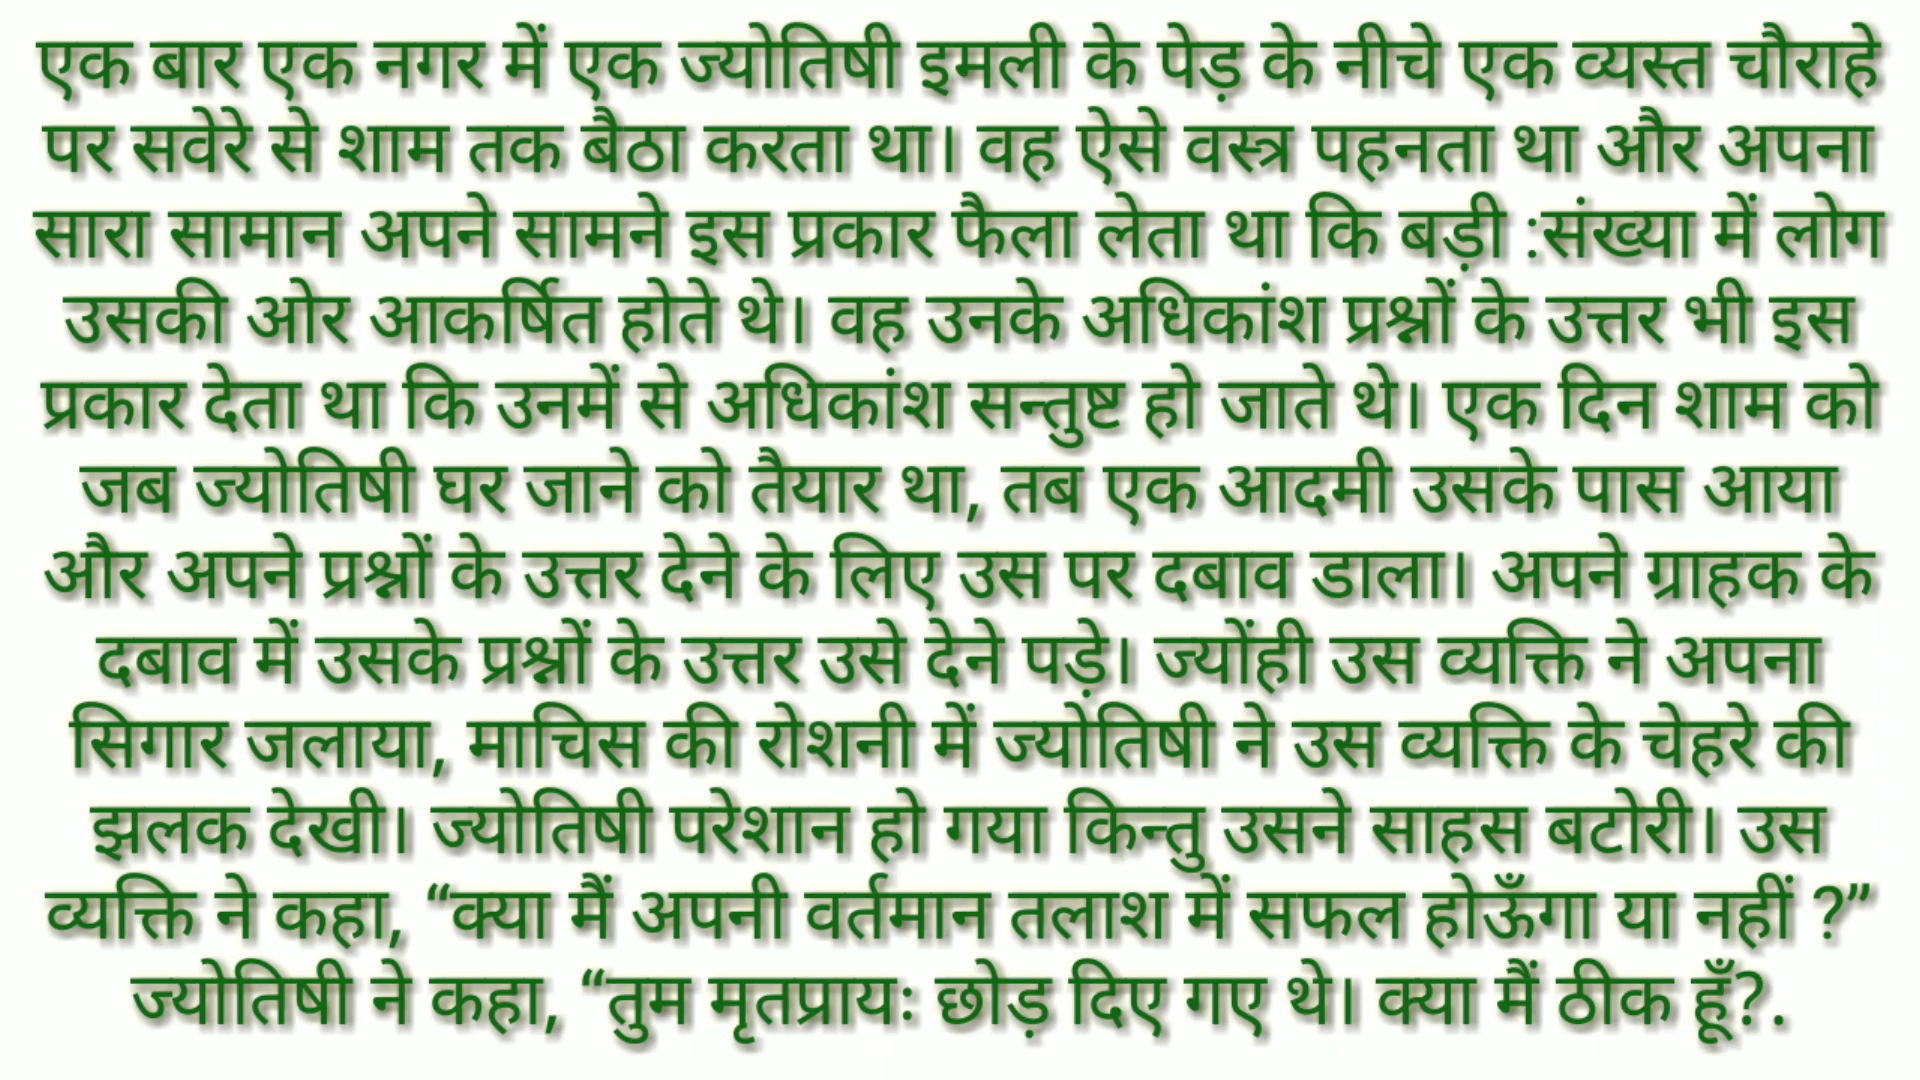 एक बार एक नगर में एक ज्योतिषी इमली के पेड़ के नीचे एक व्यस्त चौराहे
पर सवेरे से शाम तक बैठा करता था। वह ऐसे वस्त्र पहनता था और अपना
सारा सामान अपने सामने इस प्रकार फैला लेता था कि बड़ी :संख्या में लोग
उसकी ओर आकर्षित होते थे। वह उनके अधिकांश प्रश्नों के उत्तर भी इस
प्रकार देता था कि उनमें से अधिकांश सन्तुष्ट हो जाते थे। एक दिन शाम को
जब ज्योतिषी घर जाने को तैयार था, तब एक आदमी उसके पास आया
और अपने प्रश्नों के उत्तर देने के लिए उस पर दबाव डाला। अपने ग्राहक के
दबाव में उसके प्रश्नों के उत्तर उसे देने पड़े। ज्योंही उस व्यक्ति ने अपना
सिगार जलाया, माचिस की रोशनी में ज्योतिषी ने उस व्यक्ति के चेहरे की
झलक देखी। ज्योतिषी परेशान हो गया किन्तु उसने साहस बटोरी। उस
व्यक्ति ने कहा, “क्या मैं अपनी वर्तमान तलाश में सफल होऊँगा या नहीं ?”
ज्योतिषी ने कहा, “तुम मृतप्रायः छोड़ दिए गए थे। क्या मैं ठीक हूँ?.